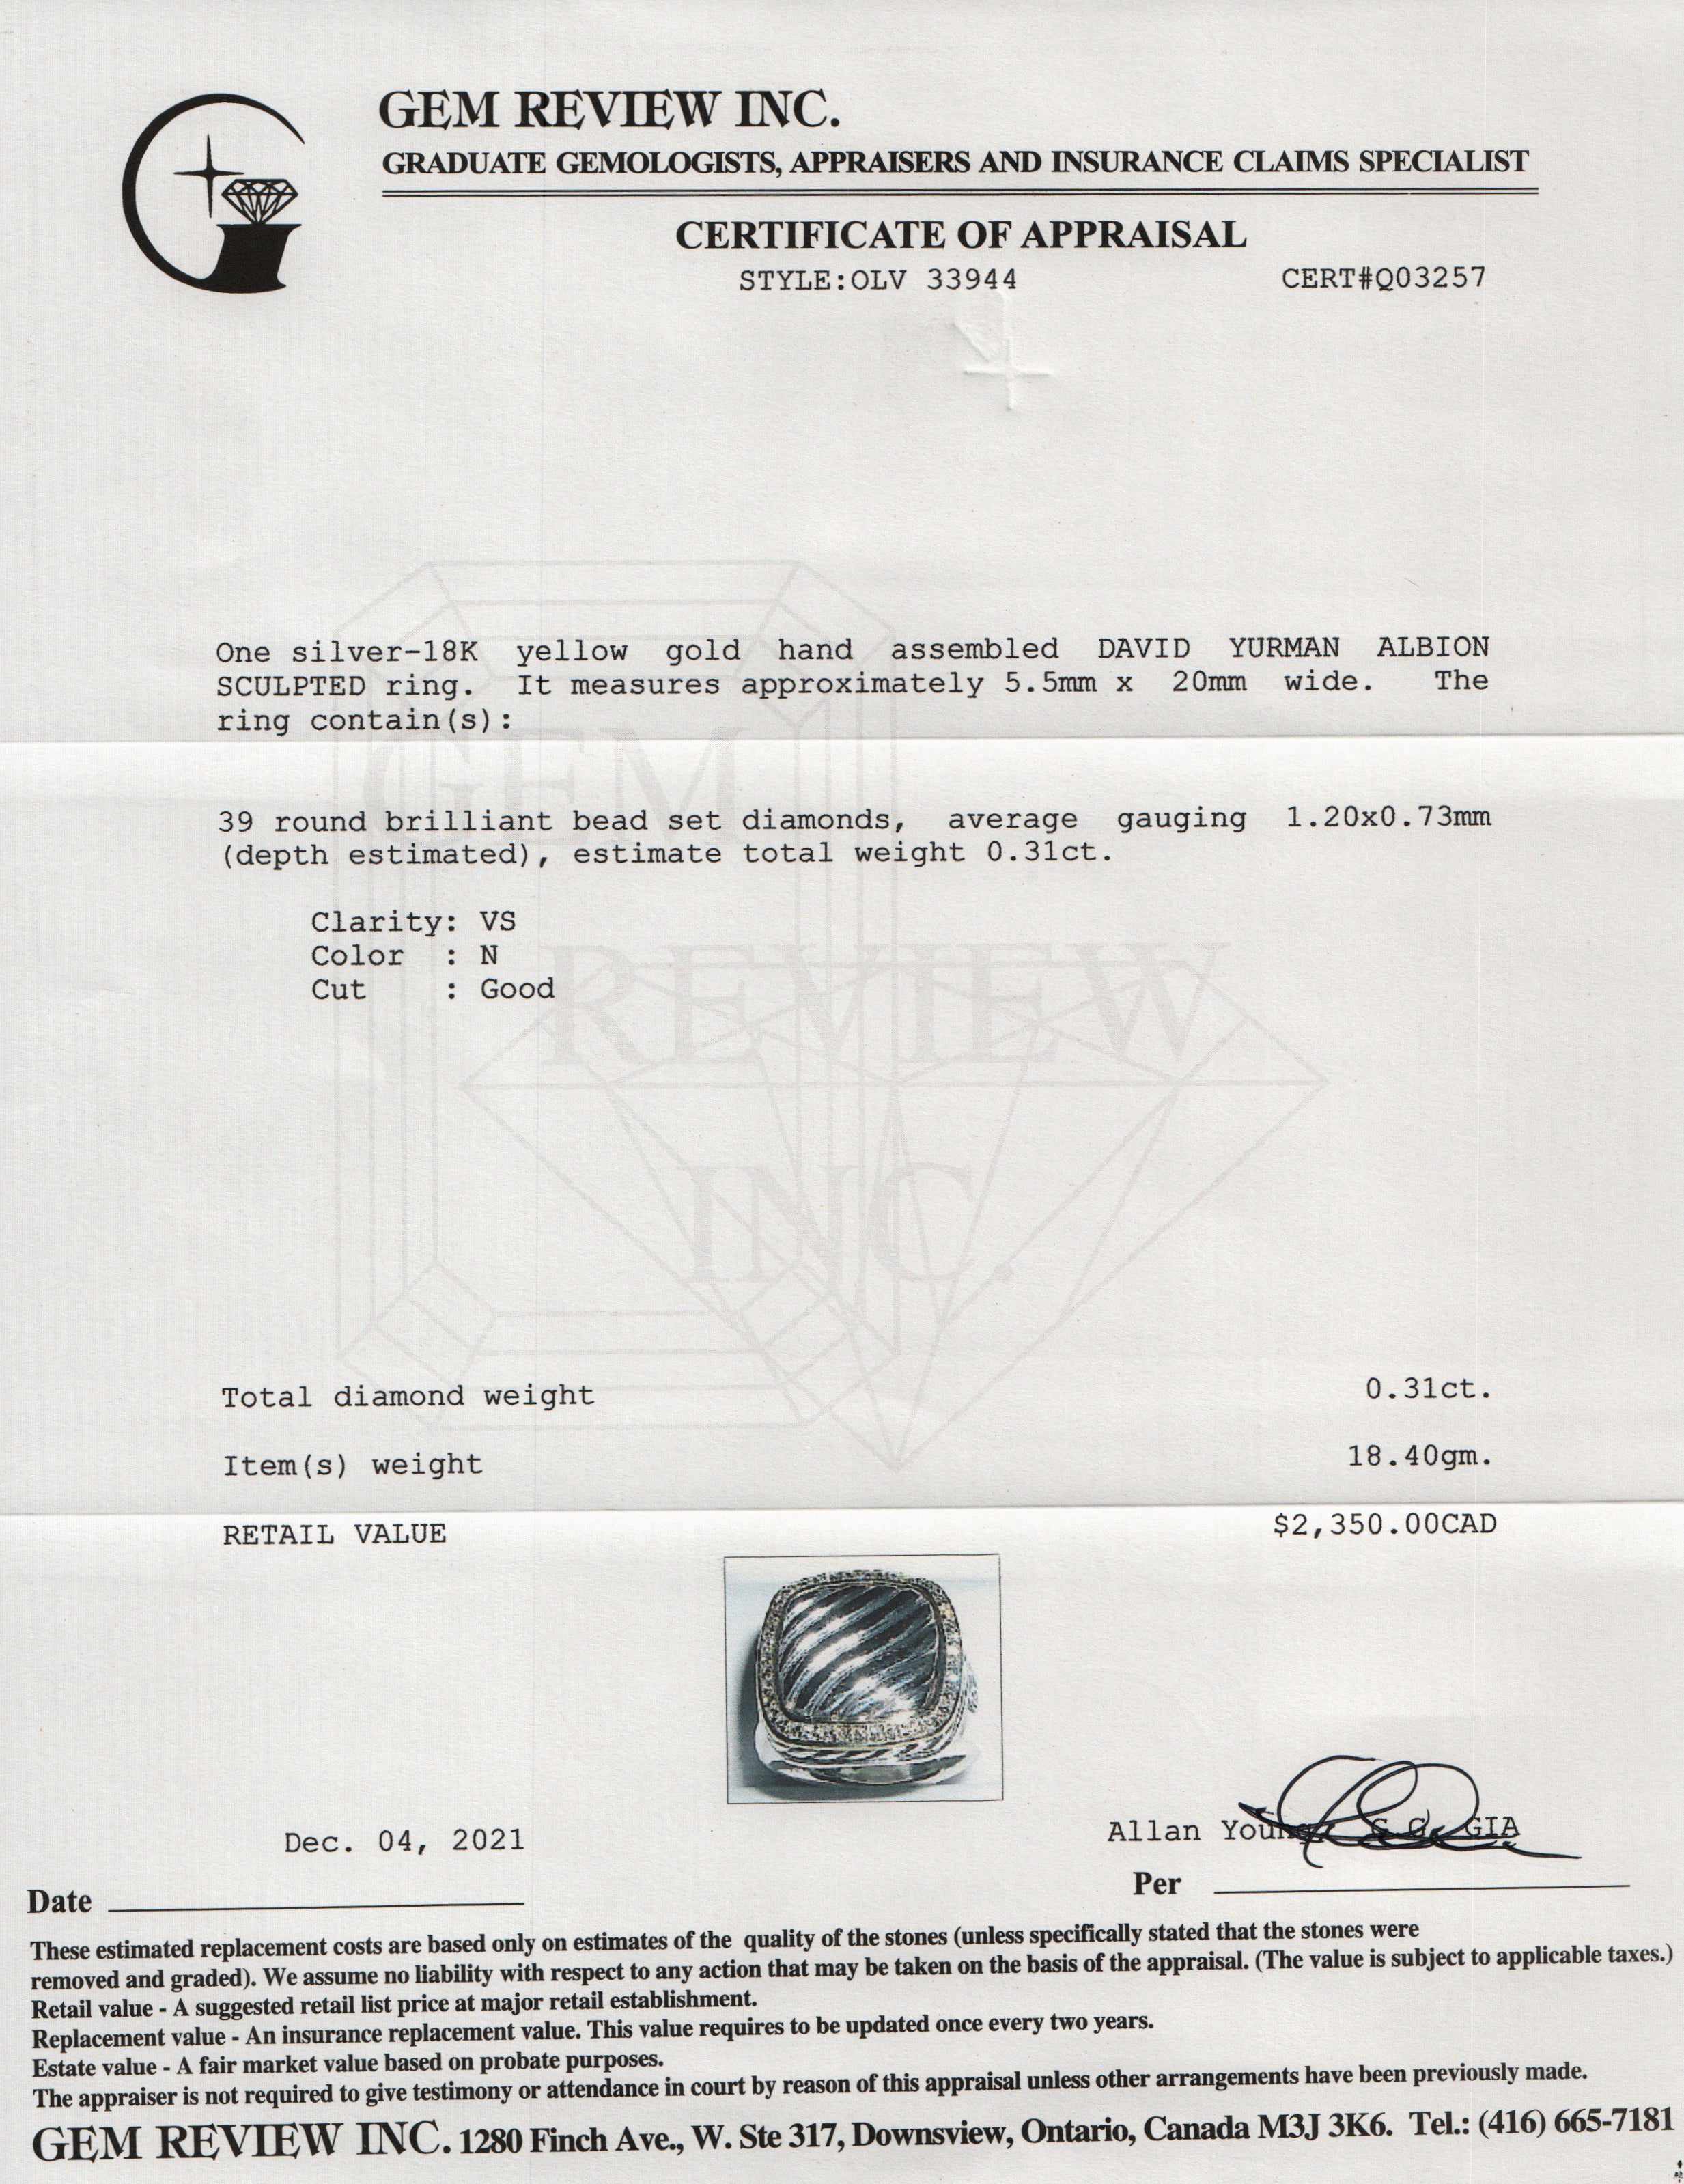 GEM REVIEW INC.
GRADUATE GEMOLOGISTS, APPRAISERS AND INSURANCE CLAIMS SPECIALIST
CERTIFICATE OF APPRAISAL
STYLE:OLV 33944 CERT#Q03257
One silver-18K yellow gold hand assembled DAVID YURMAN ALBION
SCULPTED ring. It measures approximately 5.5mm x 20mm wide. The
ring contain(s):
GEM
39 round brilliant bead set diamonds, average gauging 1.20x0.73mm
(depth estimated), estimate total weight 0.31ct.
Clarity: VS
Color : N
Cut : Good
REVIEW
INC.
Total diamond weight 0.31ct.
Item(s) weight 18.40gm.
RETAIL VALUE $2,350.00CAD
Dec. 04, 2021 Allan Young, G.G. GIA
Date Per
These estimated replacement costs are based only on estimates of the quality of the stones (unless specifically stated that the stones were
removed and graded). We assume no liability with respect to any action that may be taken on the basis of the appraisal. (The value is subject to applicable taxes.)
Retail value - A suggested retail list price at major retail establishment.
Replacement value - An insurance replacement value. This value requires to be updated once every two years.
Estate value - A fair market value based on probate purposes.
The appraiser is not required to give testimony or attendance in court by reason of this appraisal unless other arrangements have been previously made.
GEM REVIEW INC. 1280 Finch Ave., W. Ste 317, Downsview, Ontario, Canada M3J 3K6. Tel.: (416) 665-7181